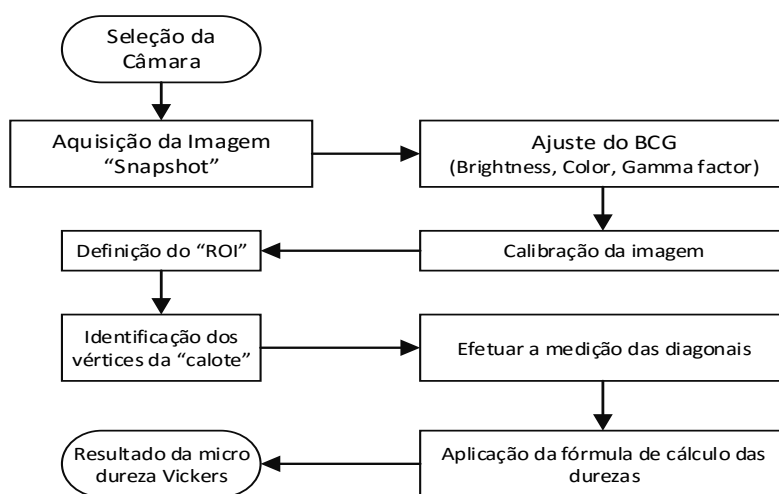 Seleção da
Câmara
Aquisição da Imagem
“Snapshot”
Ajuste do BCG
(Brightness, Color, Gamma factor)
Calibração da imagem
Definição do “ROI”
Identificação dos
vértices da “calote”
Efetuar a medição das diagonais
Aplicação da fórmula de cálculo das
durezas
Resultado da micro
dureza Vickers